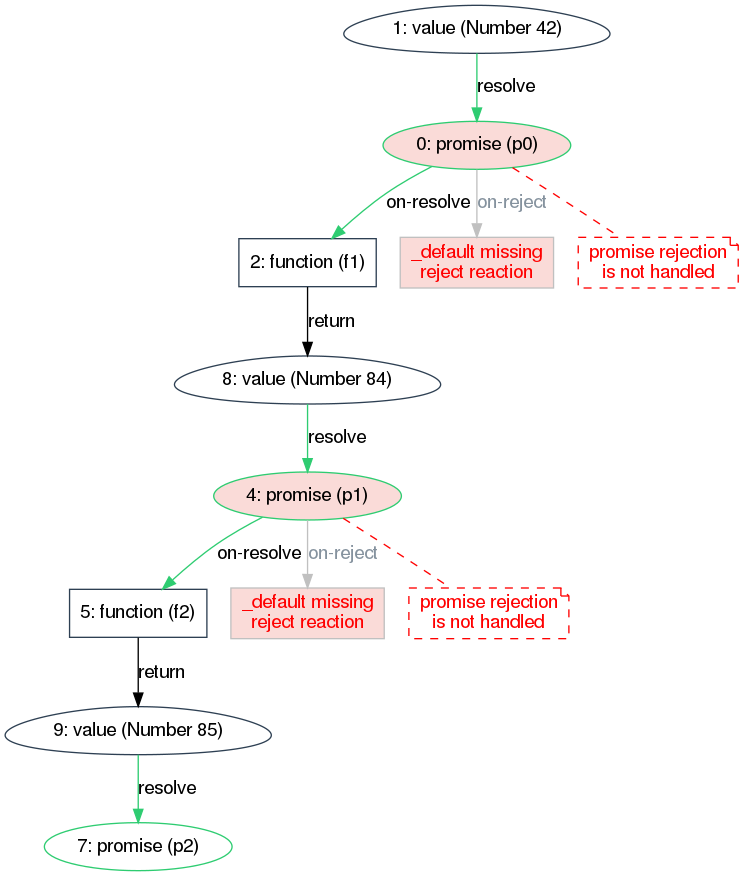 1: value (Number 42)
resolve
0: promise (p0)
on-resolve
on-reject
2: function (f1)
_default missing
reject reaction
promise rejection
is not handled
return
8: value (Number 84)
resolve
4: promise (p1)
on-resolve
on-reject
5: function (f2)
_default missing
reject reaction
promise rejection
is not handled
return
9: value (Number 85)
resolve
7: promise (p2)